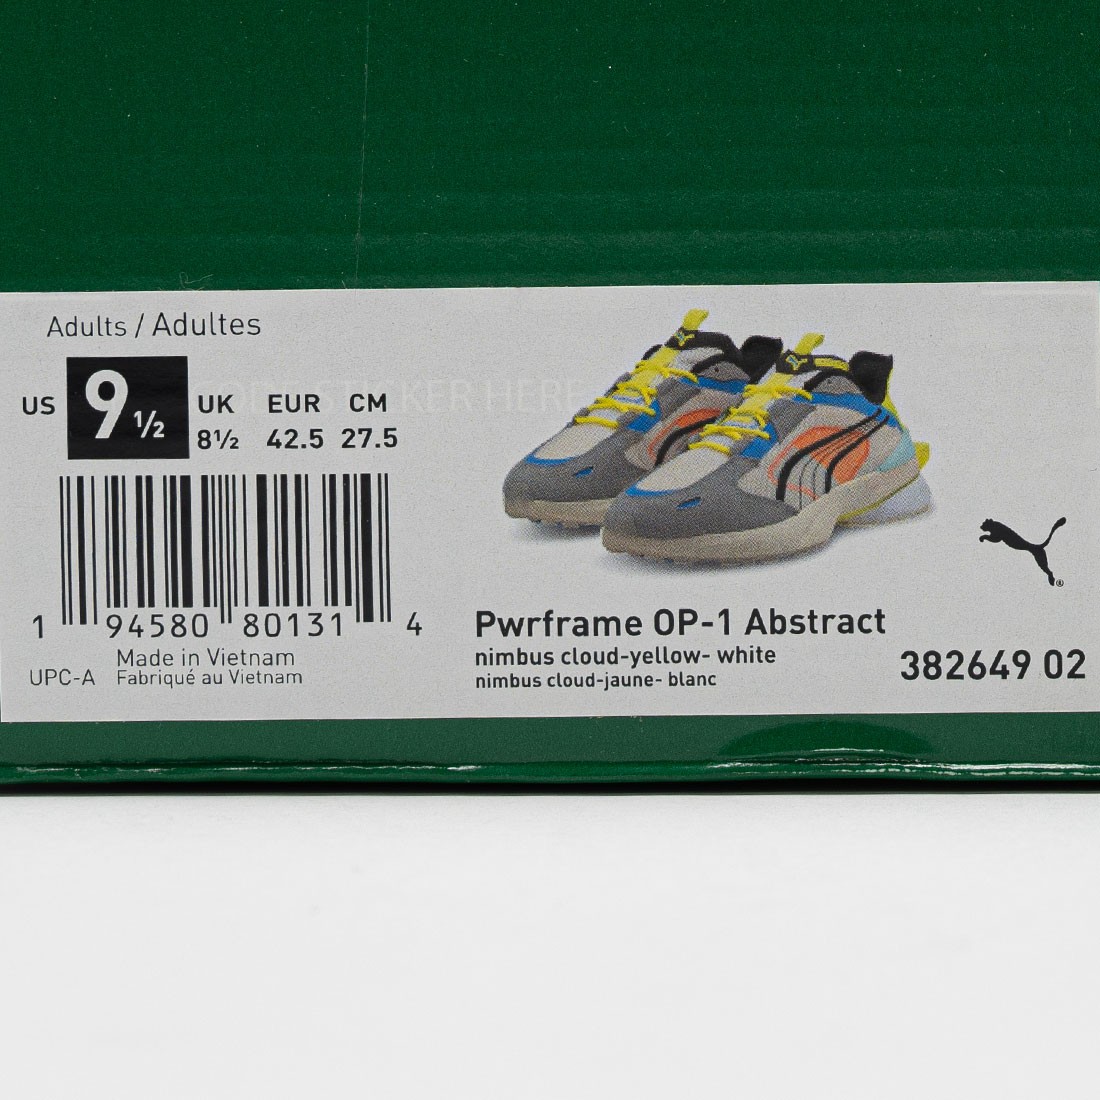 Adults / Adultes
US 9 ½
UK EUR CM
8½ 42.5 27.5
STICKER HERE
1 94580 80131 4
UPC-A
Made in Vietnam
Fabriqué au Vietnam
Pwrframe OP-1 Abstract
nimbus cloud-yellow- white
nimbus cloud-jaune- blanc
382649 02
®